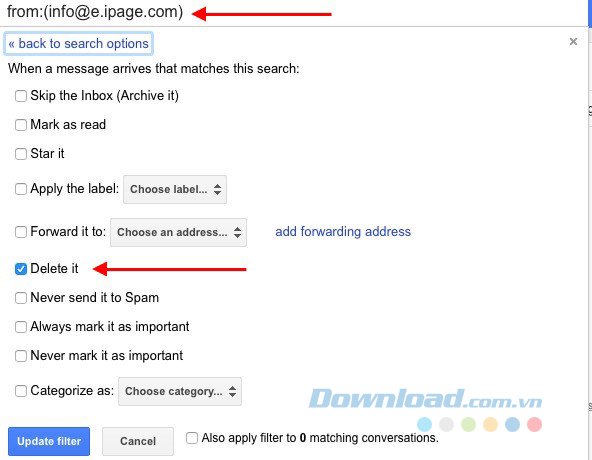 from:(info@e.ipage.com)
« back to search options
×
When a message arrives that matches this search:
Skip the Inbox (Archive it)
Mark as read
Star it
Apply the label: Choose label...
Forward it to: Choose an address... add forwarding address
Delete it
Never send it to Spam
Always mark it as important
Never mark it as important
Categorize as: Choose category...
Download.com.vn
Update filter Cancel Also apply filter to 0 matching conversations.